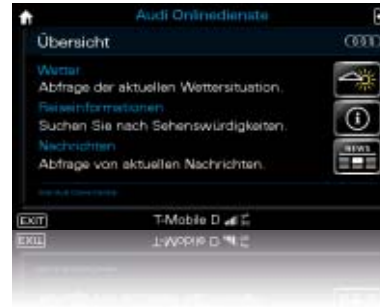 Audi Onlinedienste
Übersicht
Wetter
Abfrage der aktuellen Wettersituation.
Reiseinformationen
Suchen Sie nach Sehenswürdigkeiten.
Nachrichten
Abfrage von aktuellen Nachrichten.
NEWS
EXIT
T-Mobile D